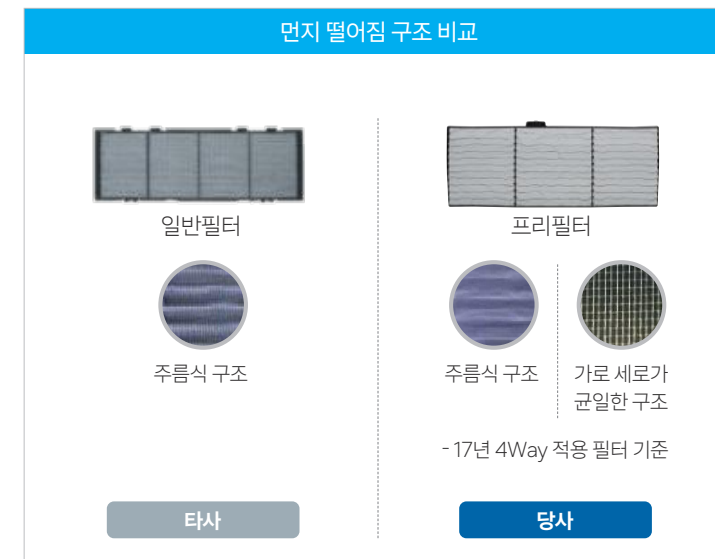 먼지 떨어짐 구조 비교
일반필터
프리필터
주름식 구조
주름식 구조
가로 세로가
균일한 구조
- 17년 4Way 적용 필터 기준
타사
당사